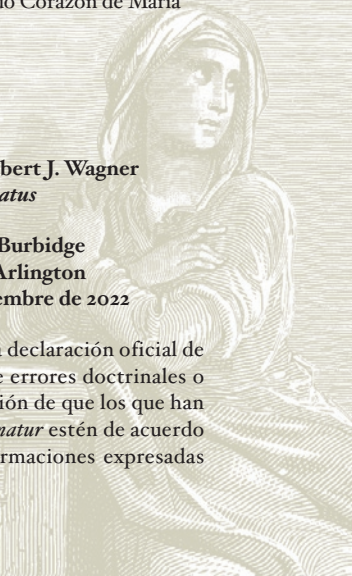 Corazón de María
bert J. Wagner
atus
Burbidge
Arlington
embre de 2022
declaración oficial de
e errores doctrinales o
ión de que los que han
natur estén de acuerdo
rmaciones expresadas